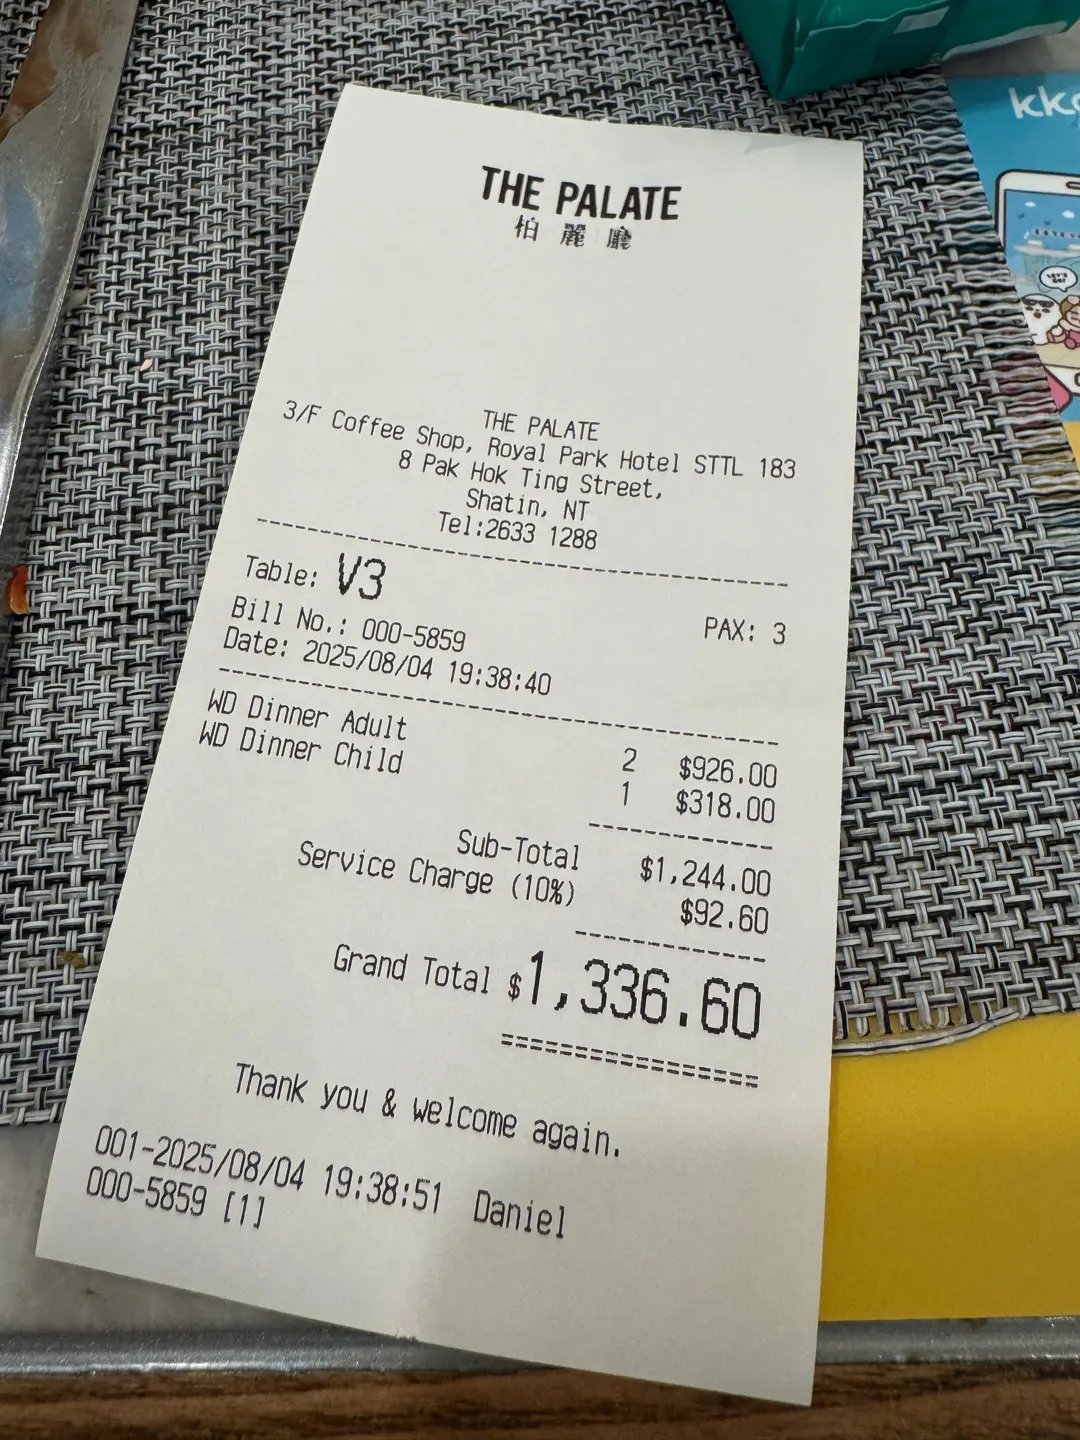 THE PALATE
柏麗廳
THE PALATE
3/F Coffee Shop, Royal Park Hotel STTL 183
8 Pak Hok Ting Street,
Shatin, NT
Tel:2633 1288
Table: V3 PAX: 3
Bill No.: 000-5859
Date: 2025/08/04 19:38:40
WD Dinner Adult 2 $926.00
WD Dinner Child 1 $318.00
Sub-Total $1,244.00
Service Charge (10%) $92.60
Grand Total $1,336.60
================
Thank you & welcome again.
001-2025/08/04 19:38:51 Daniel
000-5859 [1]